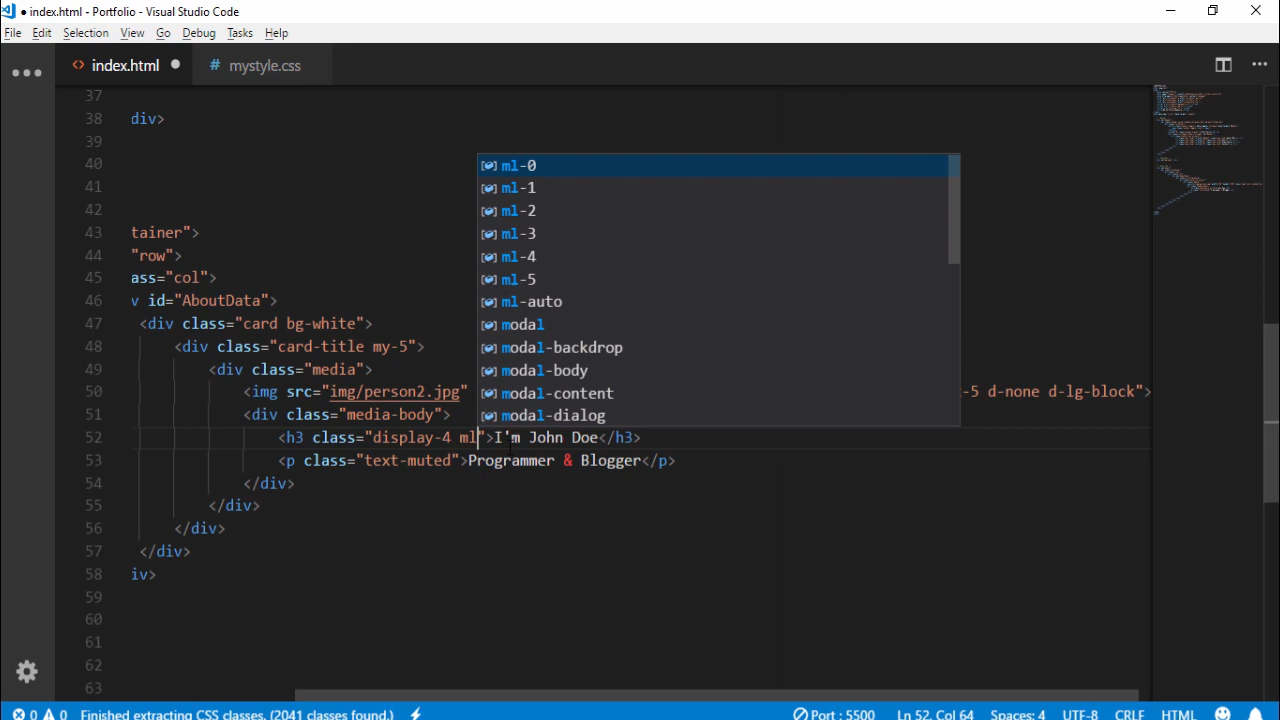 ● index.html - Portfolio - Visual Studio Code
File Edit Selection View Go Debug Tasks Help
<> index.html ● # mystyle.css
37
38 div>
39
40
41
42
43 tainer">
44 "row">
45 ass="col">
46 v id="AboutData">
47 <div class="card bg-white">
48 <div class="card-title my-5">
49 <div class="media">
50 <img src="img/person2.jpg" -5 d-none d-lg-block">
51 <div class="media-body">
52 <h3 class="display-4 ml">I'm John Doe</h3>
53 <p class="text-muted">Programmer & Blogger</p>
54 </div>
55 </div>
56 </div>
57 </div>
58 iv>
59
60
61
62
63
ml-0
ml-1
ml-2
ml-3
ml-4
ml-5
ml-auto
modal
modal-backdrop
modal-body
modal-content
modal-dialog
0 0 Finished extracting CSS classes. (2041 classes found.) Port : 5500 Ln 52, Col 64 Spaces: 4 UTF-8 CRLF HTML